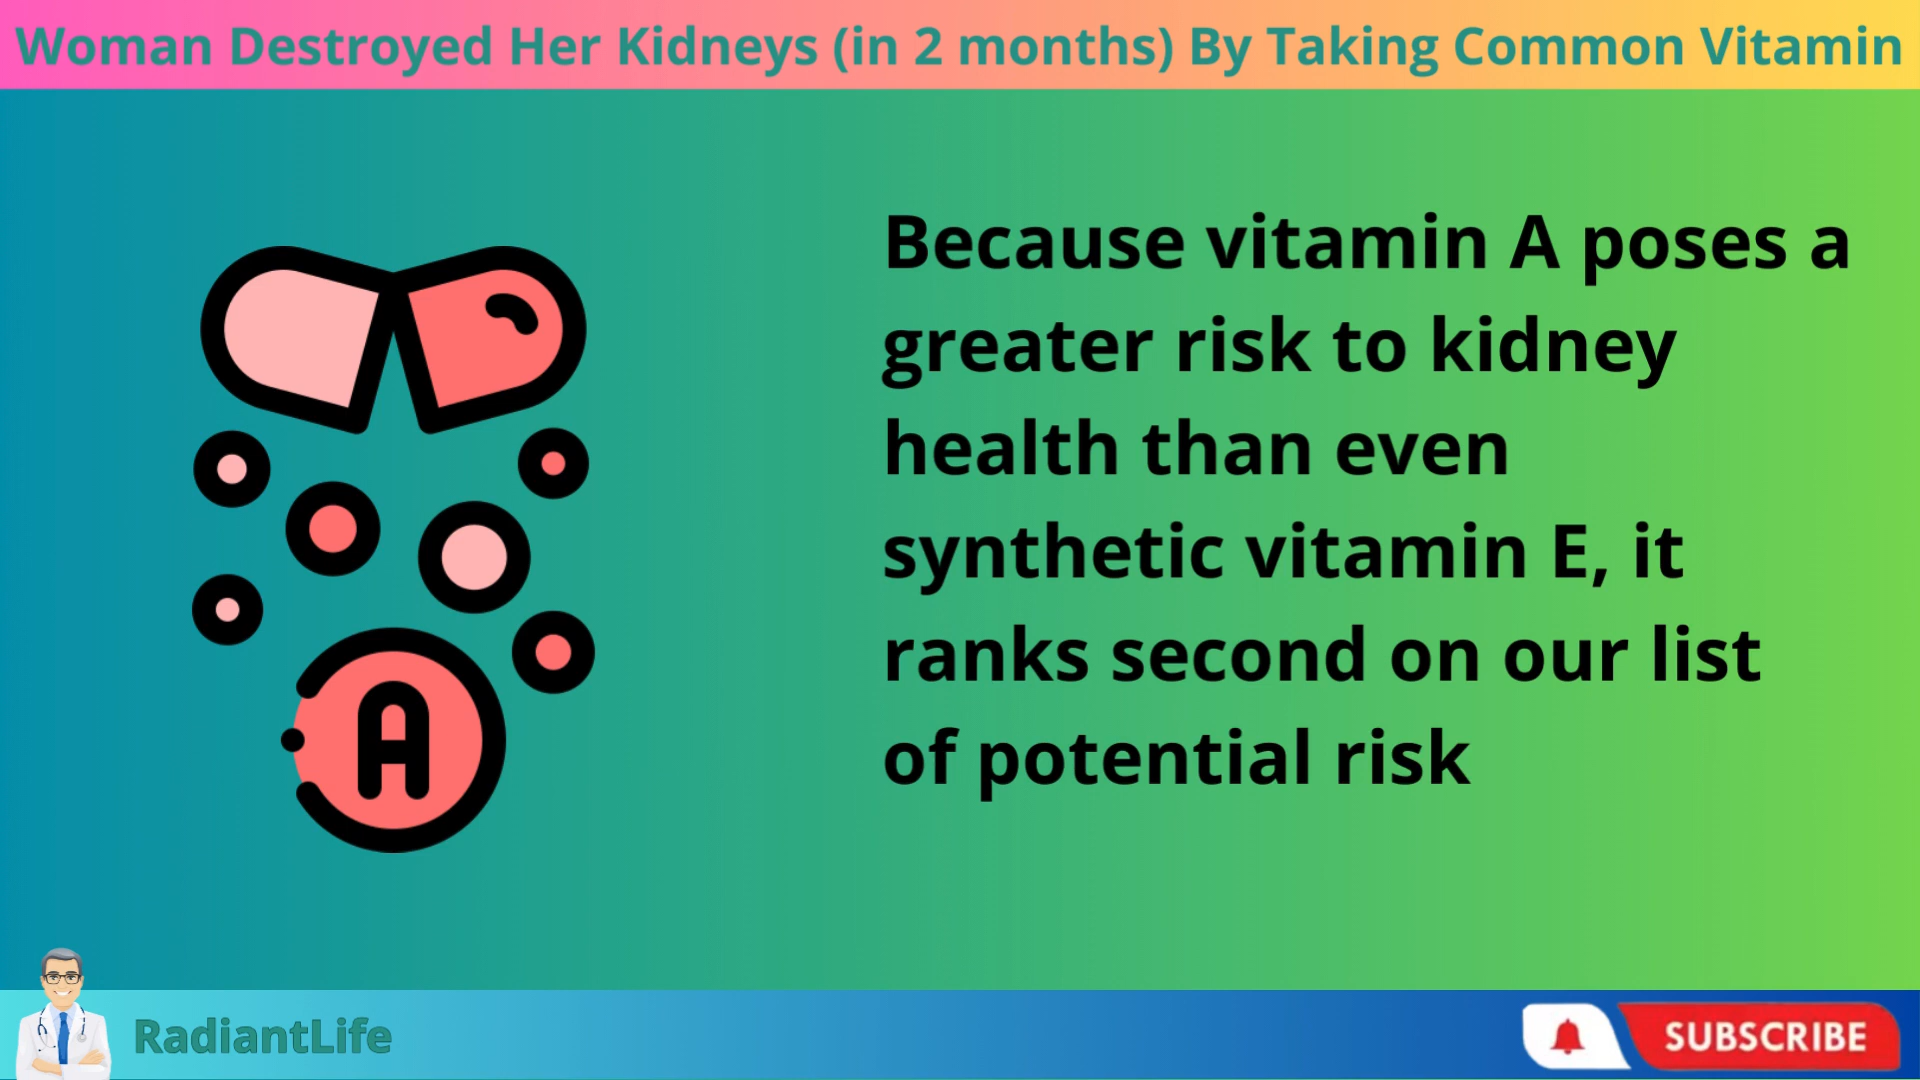 Woman Destroyed Her Kidneys (in 2 months) By Taking Common Vitamin
Because vitamin A poses a
greater risk to kidney
health than even
synthetic vitamin E, it
ranks second on our list
of potential risk
A
RadiantLife
SUBSCRIBE